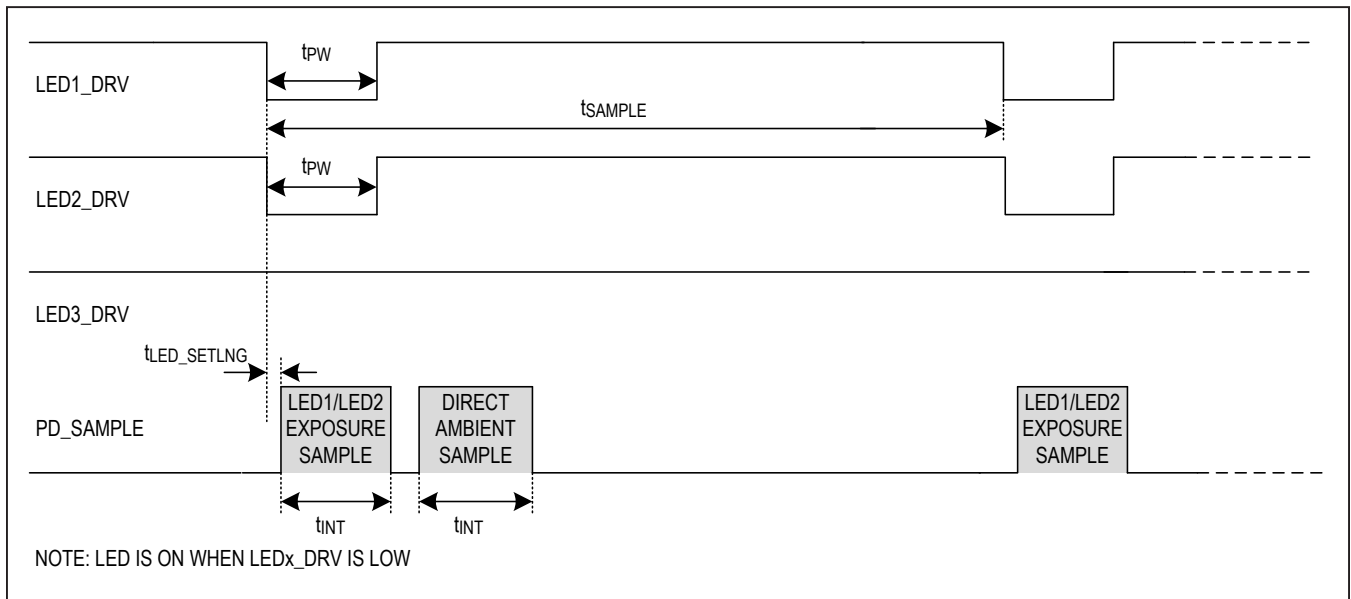 tPW
LED1_DRV
tSAMPLE
tPW
LED2_DRV
LED3_DRV
tLED_SETLNG
LED1/LED2
EXPOSURE
SAMPLE
DIRECT
AMBIENT
SAMPLE
LED1/LED2
EXPOSURE
SAMPLE
PD_SAMPLE
tINT
tINT
NOTE: LED IS ON WHEN LEDx_DRV IS LOW